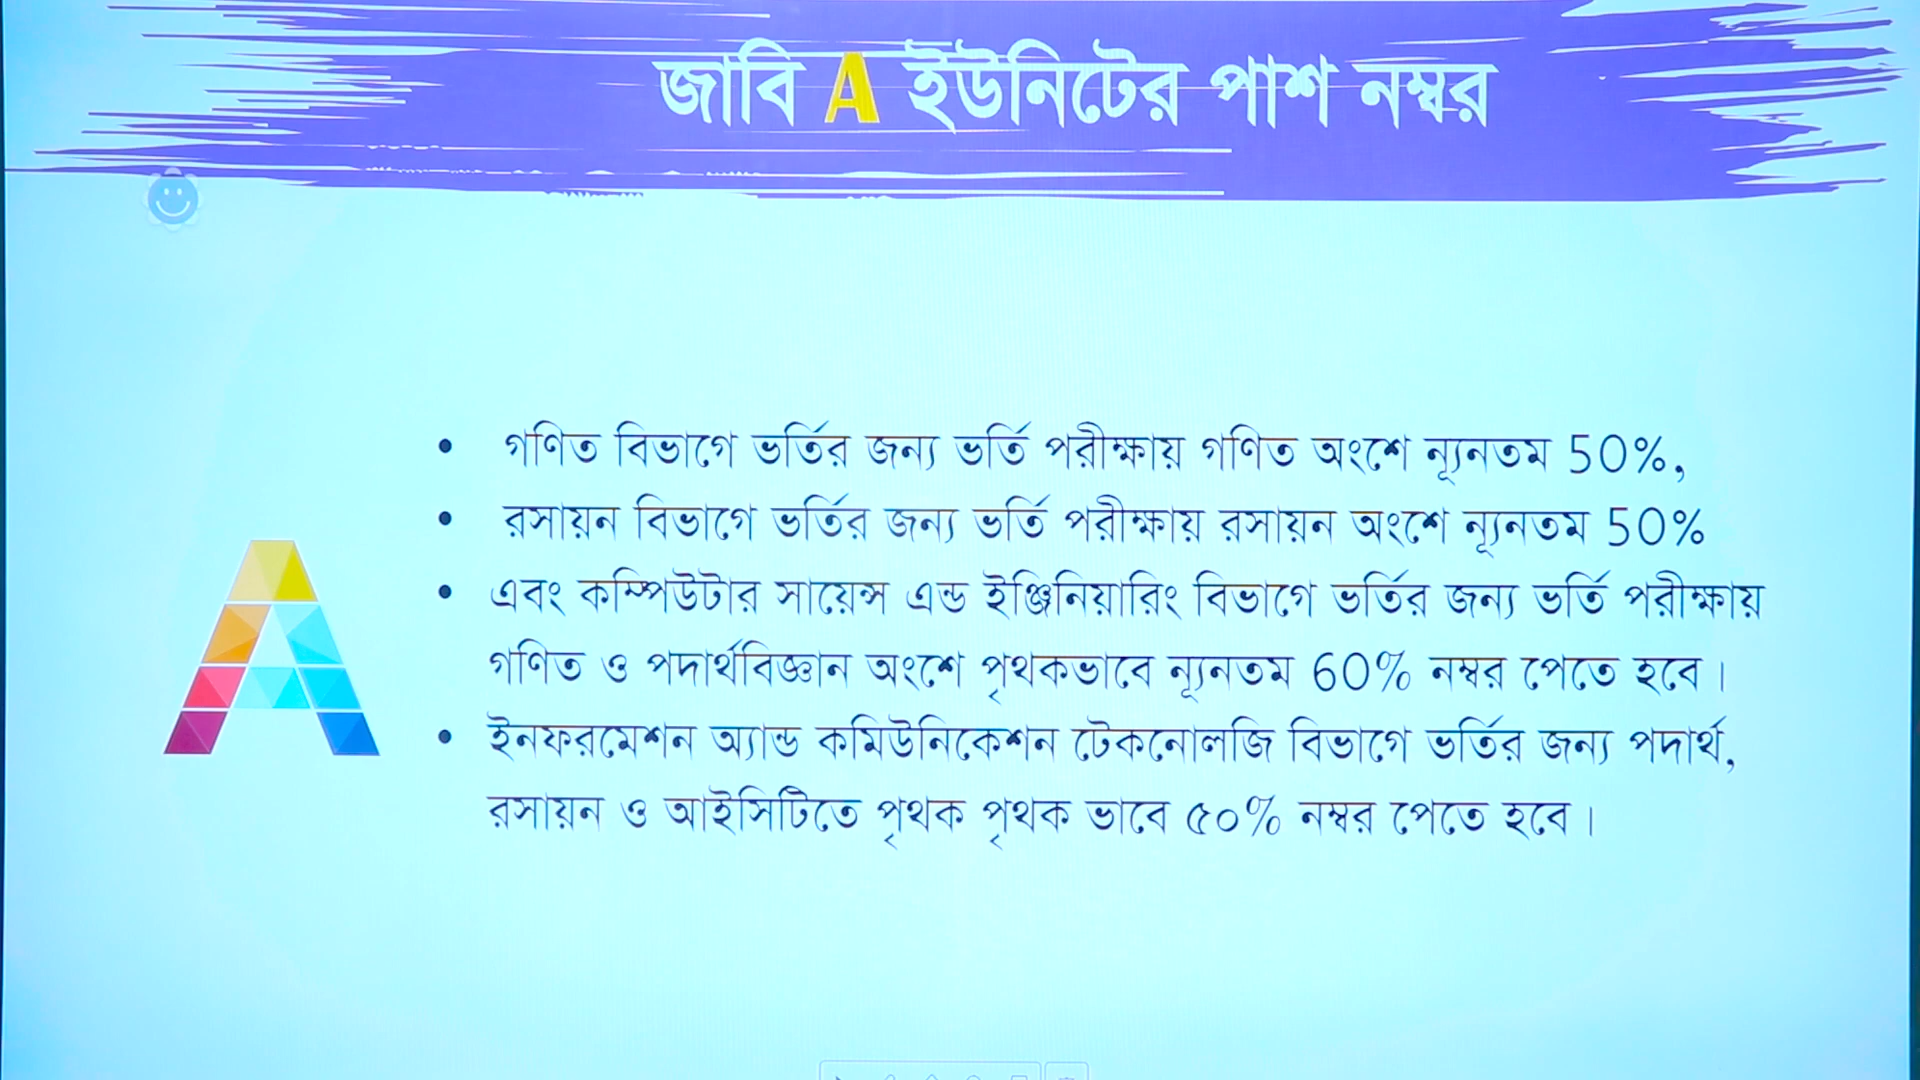 জাবি A ইউনিটের পাশ নম্বর
• গণিত বিভাগে ভর্তির জন্য ভর্তি পরীক্ষায় গণিত অংশে ন্যূনতম 50%,
• রসায়ন বিভাগে ভর্তির জন্য ভর্তি পরীক্ষায় রসায়ন অংশে ন্যূনতম 50%
• এবং কম্পিউটার সায়েন্স এন্ড ইঞ্জিনিয়ারিং বিভাগে ভর্তির জন্য ভর্তি পরীক্ষায়
গণিত ও পদার্থবিজ্ঞান অংশে পৃথকভাবে ন্যূনতম 60% নম্বর পেতে হবে।
• ইনফরমেশন অ্যান্ড কমিউনিকেশন টেকনোলজি বিভাগে ভর্তির জন্য পদার্থ,
রসায়ন ও আইসিটিতে পৃথক পৃথক ভাবে ৫০% নম্বর পেতে হবে।
A